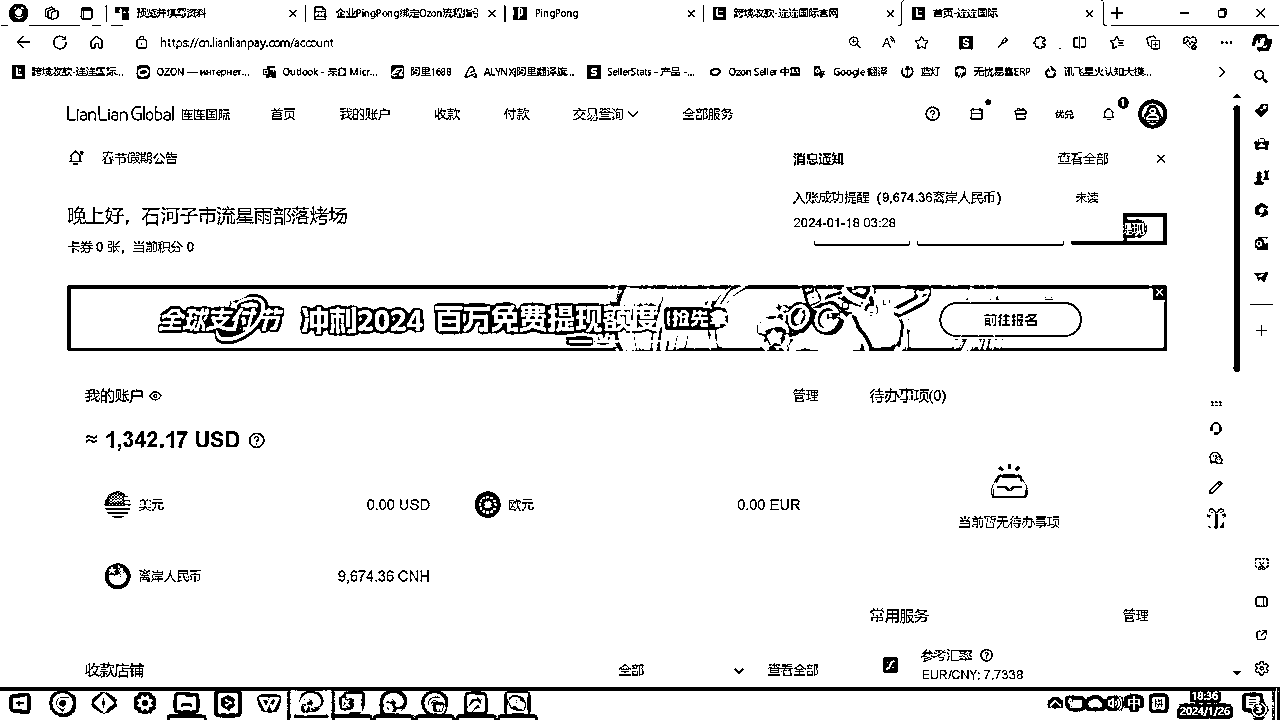 预览并填写资料
企业PingPong绑定Ozon流程指引
PingPong
跨境收款-连连国际官网
首页-连连国际
https://cn.lianlianpay.com/account
跨境收款-连连国际...
OZON — интернет...
Outlook - 来自 Micr...
阿里1688
ALYNX阿里翻译旗...
SellerStats - 产品 -...
Ozon Seller 中国
Google 翻译
蓝灯
无忧易售ERP
讯飞星火认知大模...
LianLian Global 连连国际
首页
我的账户
收款
付款
交易查询
全部服务
优兑
1
春节假期公告
消息通知
查看全部
入账成功提醒（9,674.36离岸人民币）
未读
2024-01-18 03:28
晚上好，石河子市流星雨部落烤场
卡券 0 张，当前积分 0
全球支付节 冲刺2024 百万免费提现额度
前往报名
我的账户
管理
待办事项(0)
≈ 1,342.17 USD
美元
0.00 USD
欧元
0.00 EUR
当前暂无待办事项
离岸人民币
9,674.36 CNH
常用服务
管理
参考汇率
EUR/CNY: 7.7338
收款店铺
全部
查看全部
中
拼
18:36
2024/1/26